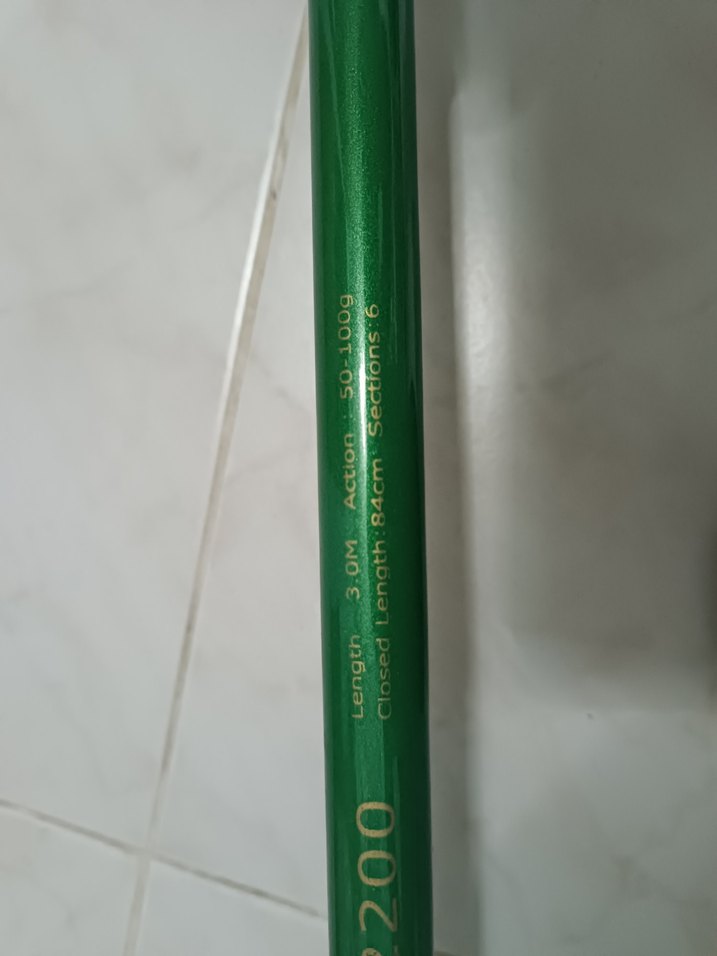 Length 3.0M Action : 50-100g
Closed Length:84cm Sections:6
200